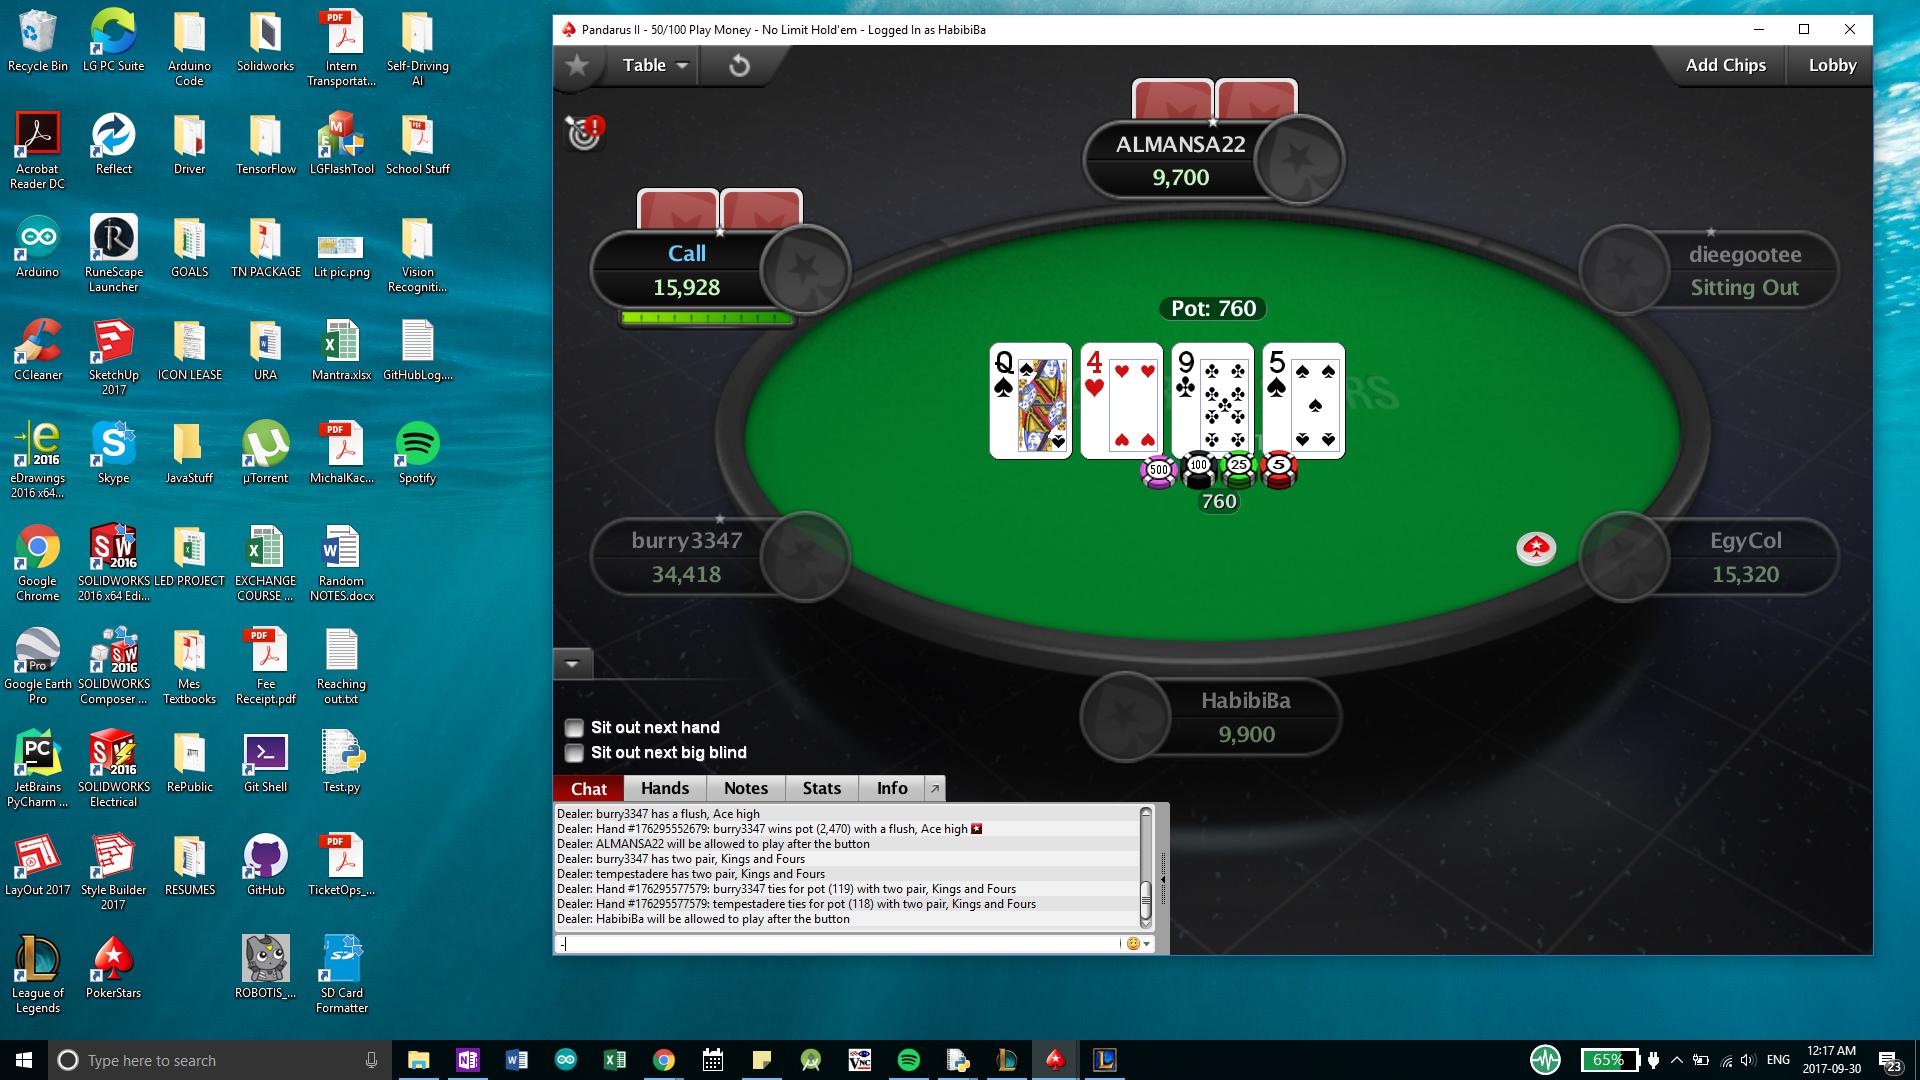 Recycle Bin
LG PC Suite
Arduino
Code
Solidworks
PDF
Intern
Transportat...
Self-Driving
AI
Acrobat
Reader DC
Reflect
Driver
TensorFlow
LGFlashTool
School Stuff
Arduino
RuneScape
Launcher
GOALS
TN PACKAGE
Lit pic.png
Vision
Recogniti...
CCleaner
SketchUp
2017
ICON LEASE
URA
Mantra.xlsx
GitHubLog....
eDrawings
2016 x64...
Skype
JavaStuff
µTorrent
PDF
MichalKac...
Spotify
Google
Chrome
SOLIDWORKS
2016 x64 Edi...
LED PROJECT
EXCHANGE
COURSE ...
Random
NOTES.docx
Google Earth
Pro
SOLIDWORKS
Composer ...
Mes
Textbooks
PDF
Fee
Receipt.pdf
Reaching
out.txt
JetBrains
PyCharm ...
SOLIDWORKS
Electrical
RePublic
Git Shell
Test.py
LayOut 2017
Style Builder
2017
RESUMES
GitHub
PDF
TicketOps_...
League of
Legends
PokerStars
ROBOTIS_...
SD Card
Formatter
Pandarus II - 50/100 Play Money - No Limit Hold'em - Logged In as HabibiBa
Table
Add Chips
Lobby
ALMANSA22
9,700
Call
15,928
dieegootee
Sitting Out
Pot: 760
Q
4
9
5
500
100
25
5
760
burry3347
34,418
EgyCol
15,320
HabibiBa
9,900
Sit out next hand
Sit out next big blind
Chat
Hands
Notes
Stats
Info
Dealer: burry3347 has a flush, Ace high
Dealer: Hand #176295552679: burry3347 wins pot (2,470) with a flush, Ace high
Dealer: ALMANSA22 will be allowed to play after the button
Dealer: burry3347 has two pair, Kings and Fours
Dealer: tempestadere has two pair, Kings and Fours
Dealer: Hand #176295577579: burry3347 ties for pot (119) with two pair, Kings and Fours
Dealer: Hand #176295577579: tempestadere ties for pot (118) with two pair, Kings and Fours
Dealer: HabibiBa will be allowed to play after the button
-
Type here to search
65%
ENG
12:17 AM
2017-09-30
23